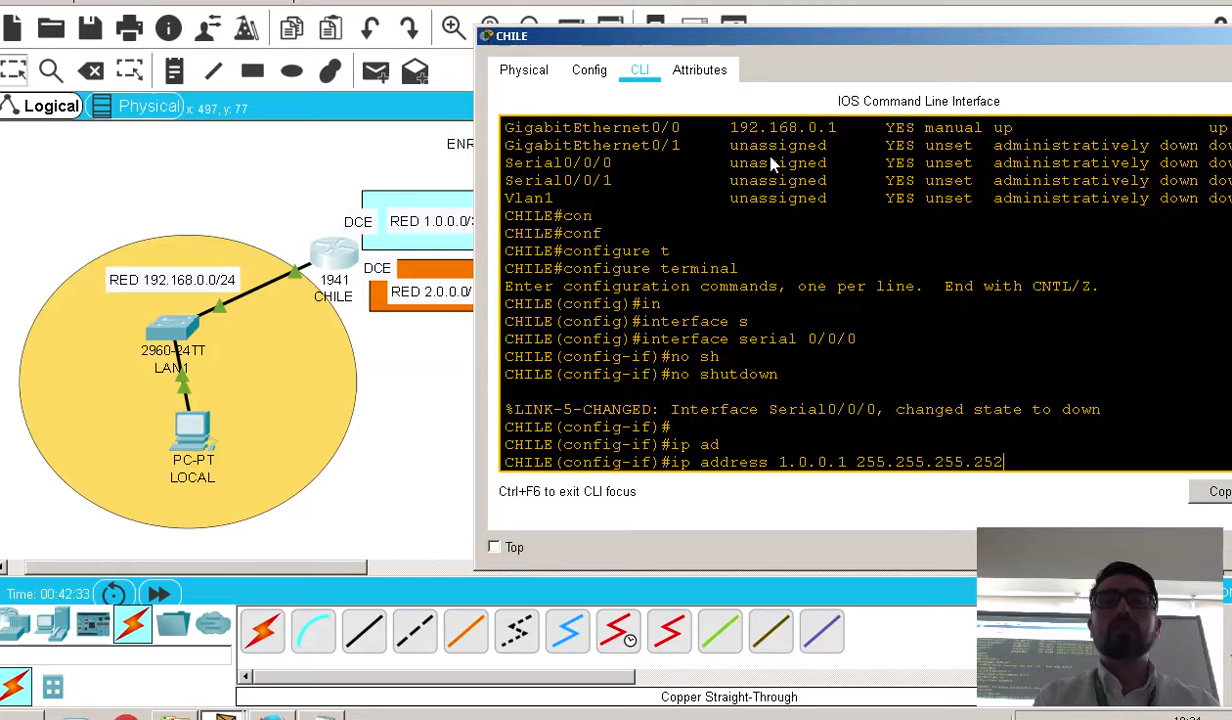 CHILE
Physical
Config
CLI
Attributes
Logical
Physical
x: 497, y: 77
IOS Command Line Interface
GigabitEthernet0/0 192.168.0.1 YES manual up up
GigabitEthernet0/1 unassigned YES unset administratively down
Serial0/0/0 unassigned YES unset administratively down
Serial0/0/1 unassigned YES unset administratively down
Vlan1 unassigned YES unset administratively down
CHILE#con
CHILE#conf
CHILE#configure t
CHILE#configure terminal
Enter configuration commands, one per line. End with CNTL/Z.
CHILE(config)#in
CHILE(config)#interface s
CHILE(config)#interface serial 0/0/0
CHILE(config-if)#no sh
CHILE(config-if)#no shutdown
%LINK-5-CHANGED: Interface Serial0/0/0, changed state to down
CHILE(config-if)#
CHILE(config-if)#ip ad
CHILE(config-if)#ip address 1.0.0.1 255.255.255.252
Ctrl+F6 to exit CLI focus
Cop
Top
ENR
DCE
RED 1.0.0.0/
DCE
RED 2.0.0.0/
RED 192.168.0.0/24
1941
CHILE
2960-24TT
LAN1
PC-PT
LOCAL
Time: 00:42:33
Copper Straight-Through